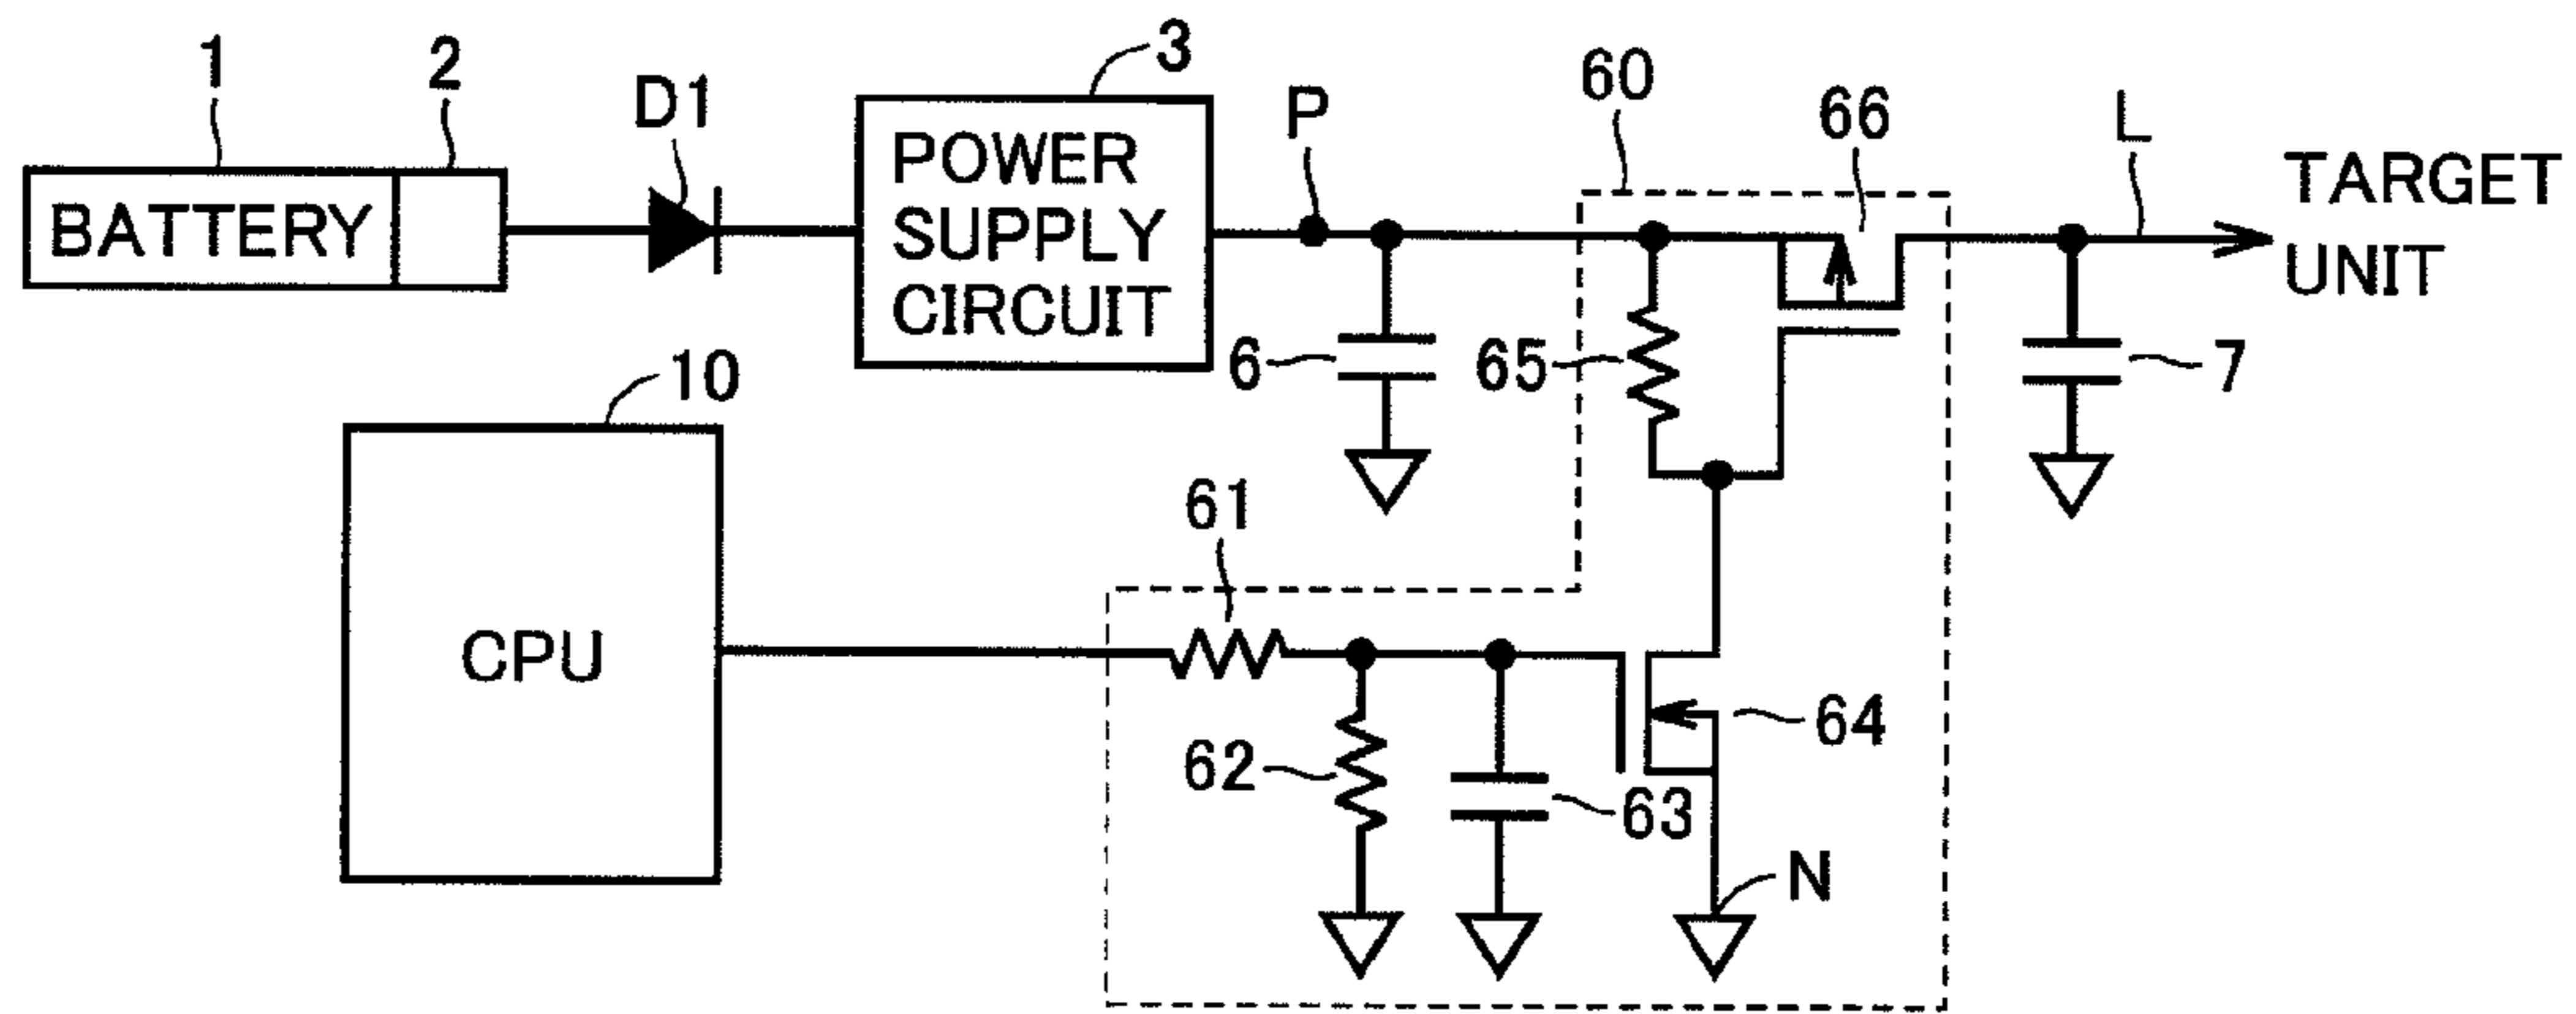 1
2
D1
3
P
60
66
L
BATTERY
POWER
SUPPLY
CIRCUIT
TARGET
UNIT
6
65
7
10
CPU
61
62
63
64
N